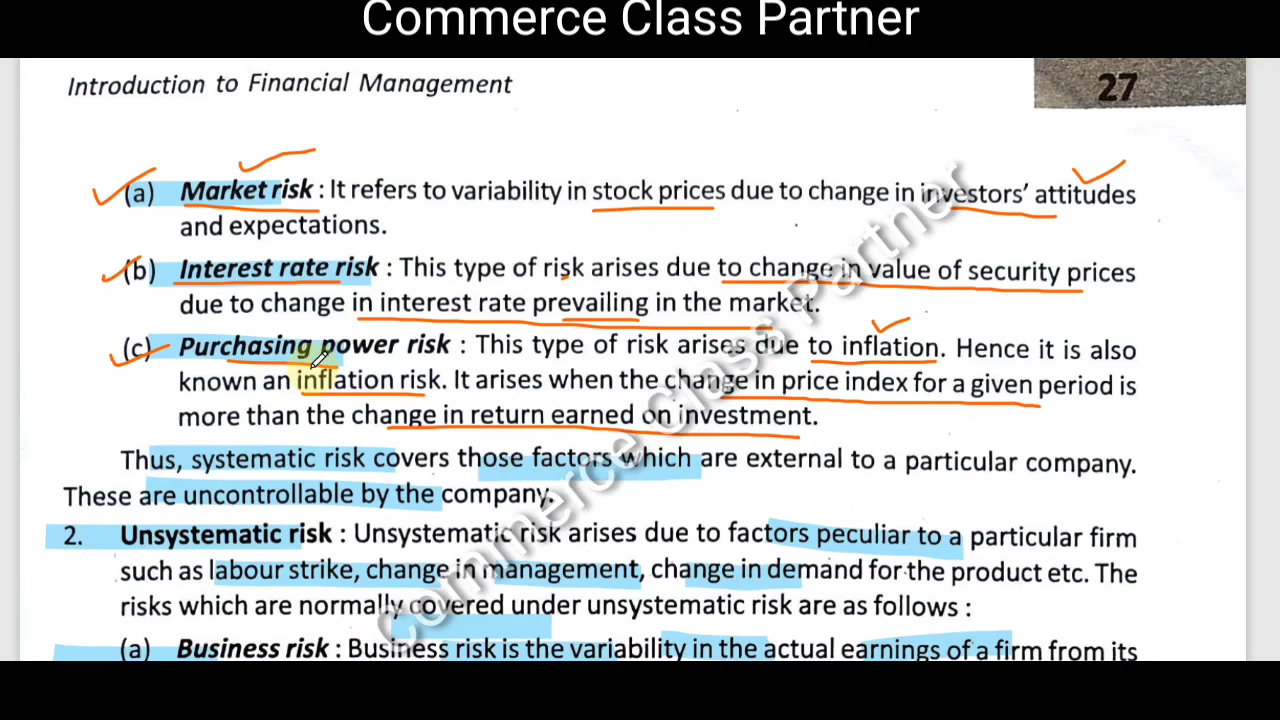 Commerce Class Partner
Introduction to Financial Management
27
(a) Market risk : It refers to variability in stock prices due to change in investors' attitudes
and expectations.
(b) Interest rate risk : This type of risk arises due to change in value of security prices
due to change in interest rate prevailing in the market.
(c) Purchasing power risk : This type of risk arises due to inflation. Hence it is also
known an inflation risk. It arises when the change in price index for a given period is
more than the change in return earned on investment.
Thus, systematic risk covers those factors which are external to a particular company.
These are uncontrollable by the company.
2. Unsystematic risk : Unsystematic risk arises due to factors peculiar to a particular firm
such as labour strike, change in management, change in demand for the product etc. The
risks which are normally covered under unsystematic risk are as follows :
(a) Business risk : Business risk is the variability in the actual earnings of a firm from its
Commerce Class Partner